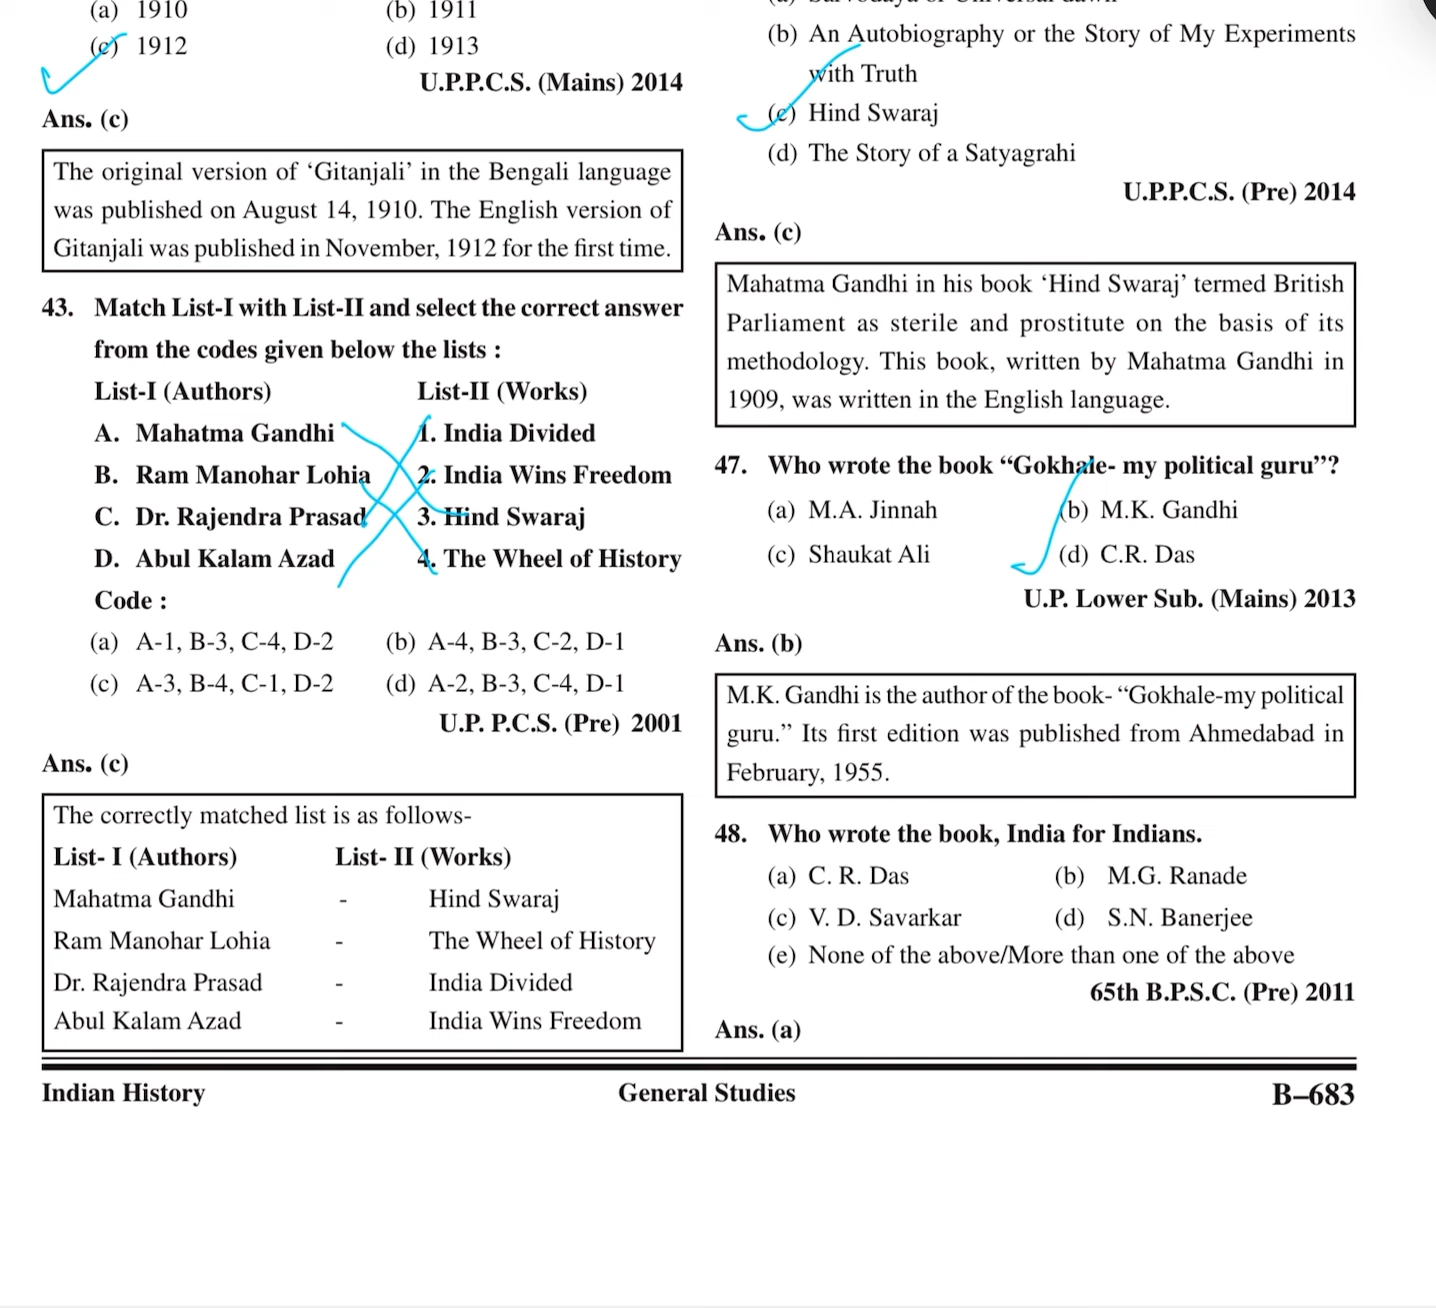 (a) 1910 (b) 1911
(c) 1912 (d) 1913
U.P.P.C.S. (Mains) 2014
Ans. (c)
The original version of ‘Gitanjali’ in the Bengali language
was published on August 14, 1910. The English version of
Gitanjali was published in November, 1912 for the first time.
43. Match List-I with List-II and select the correct answer
from the codes given below the lists :
List-I (Authors) List-II (Works)
A. Mahatma Gandhi 1. India Divided
B. Ram Manohar Lohia 2. India Wins Freedom
C. Dr. Rajendra Prasad 3. Hind Swaraj
D. Abul Kalam Azad 4. The Wheel of History
Code :
(a) A-1, B-3, C-4, D-2 (b) A-4, B-3, C-2, D-1
(c) A-3, B-4, C-1, D-2 (d) A-2, B-3, C-4, D-1
U.P. P.C.S. (Pre) 2001
Ans. (c)
The correctly matched list is as follows-
List- I (Authors) List- II (Works)
Mahatma Gandhi - Hind Swaraj
Ram Manohar Lohia - The Wheel of History
Dr. Rajendra Prasad - India Divided
Abul Kalam Azad - India Wins Freedom
(b) An Autobiography or the Story of My Experiments
with Truth
(c) Hind Swaraj
(d) The Story of a Satyagrahi
U.P.P.C.S. (Pre) 2014
Ans. (c)
Mahatma Gandhi in his book ‘Hind Swaraj’ termed British
Parliament as sterile and prostitute on the basis of its
methodology. This book, written by Mahatma Gandhi in
1909, was written in the English language.
47. Who wrote the book “Gokhale- my political guru”?
(a) M.A. Jinnah (b) M.K. Gandhi
(c) Shaukat Ali (d) C.R. Das
U.P. Lower Sub. (Mains) 2013
Ans. (b)
M.K. Gandhi is the author of the book- “Gokhale-my political
guru.” Its first edition was published from Ahmedabad in
February, 1955.
48. Who wrote the book, India for Indians.
(a) C. R. Das (b) M.G. Ranade
(c) V. D. Savarkar (d) S.N. Banerjee
(e) None of the above/More than one of the above
65th B.P.S.C. (Pre) 2011
Ans. (a)
Indian History General Studies B–683